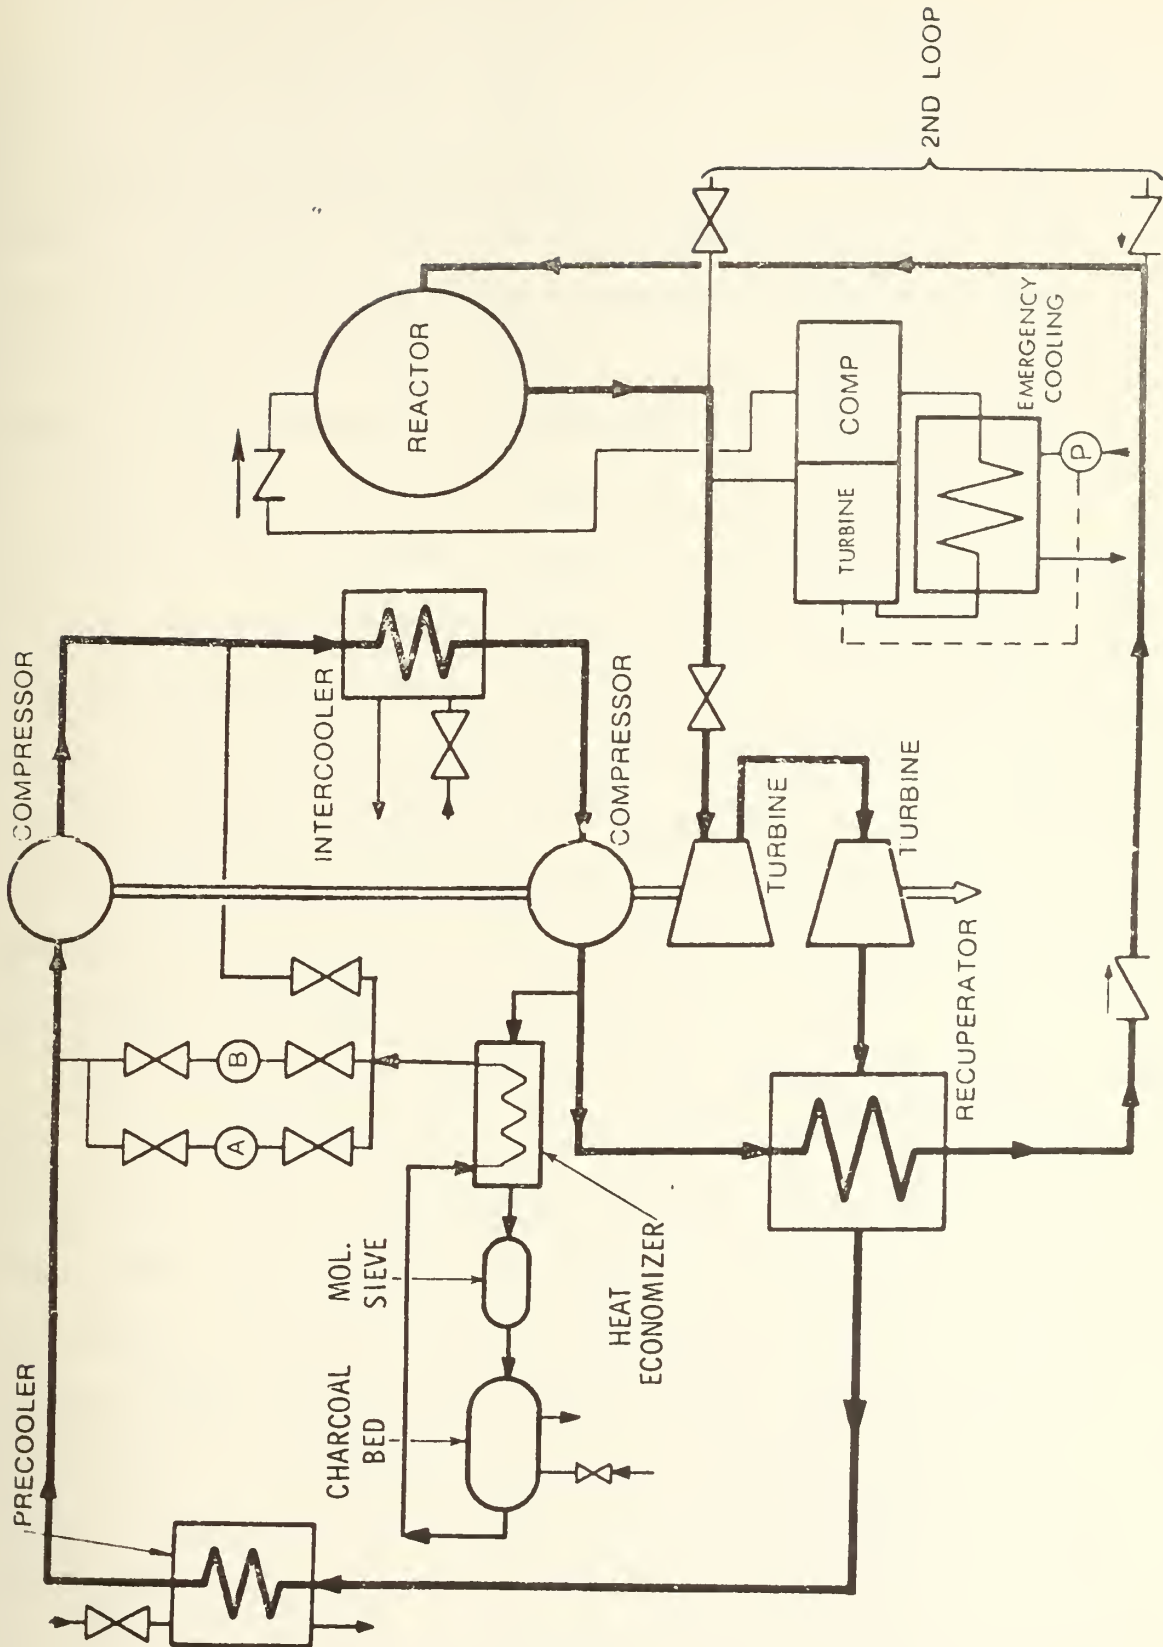 PRECOOLER
COMPRESSOR
INTERCOOLER
COMPRESSOR
REACTOR
2ND LOOP
A
B
CHARCOAL
BED
MOL.
SIEVE
HEAT
ECONOMIZER
TURBINE
TURBINE
RECUPERATOR
TURBINE
COMP
EMERGENCY
COOLING
P